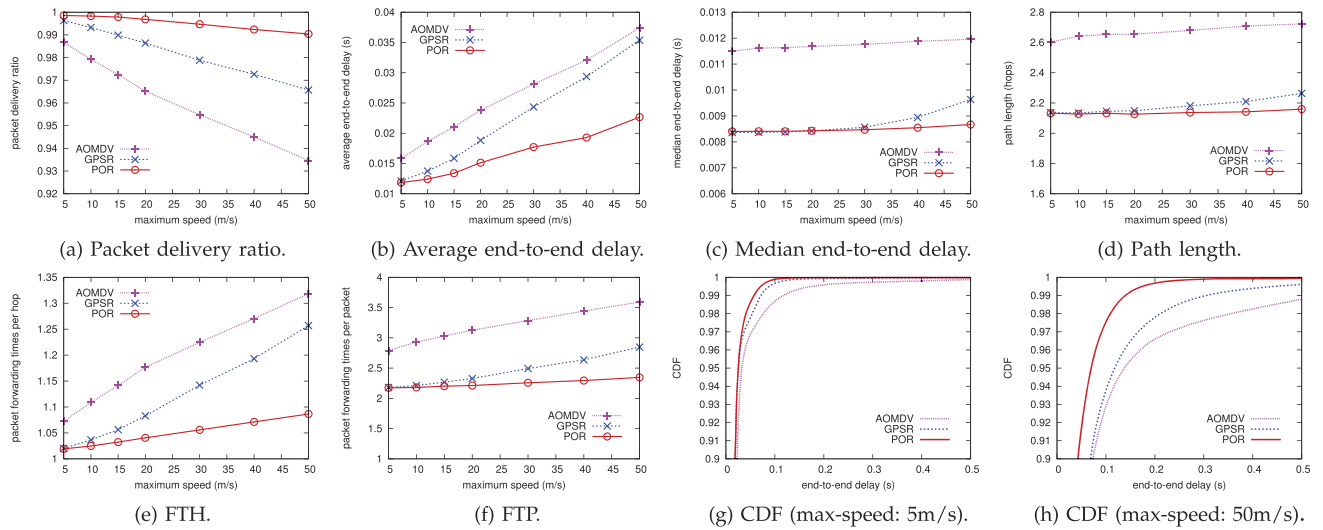 1
0.99
0.98
0.97
0.96
0.95
0.94
0.93
0.92
packet delivery ratio
AOMDV
GPSR
POR
5 10 15 20 25 30 35 40 45 50
maximum speed (m/s)
(a) Packet delivery ratio.
0.04
0.035
0.03
0.025
0.02
0.015
0.01
average end-to-end delay (s)
AOMDV
GPSR
POR
5 10 15 20 25 30 35 40 45 50
maximum speed (m/s)
(b) Average end-to-end delay.
0.013
0.012
0.011
0.01
0.009
0.008
0.007
0.006
median end-to-end delay (s)
AOMDV
GPSR
POR
5 10 15 20 25 30 35 40 45 50
maximum speed (m/s)
(c) Median end-to-end delay.
2.8
2.6
2.4
2.2
2
1.8
1.6
path length (hops)
AOMDV
GPSR
POR
5 10 15 20 25 30 35 40 45 50
maximum speed (m/s)
(d) Path length.
1.35
1.3
1.25
1.2
1.15
1.1
1.05
1
packet forwarding times per hop
AOMDV
GPSR
POR
5 10 15 20 25 30 35 40 45 50
maximum speed (m/s)
(e) FTH.
4
3.5
3
2.5
2
1.5
1
packet forwarding times per packet
AOMDV
GPSR
POR
5 10 15 20 25 30 35 40 45 50
maximum speed (m/s)
(f) FTP.
1
0.99
0.98
0.97
0.96
0.95
0.94
0.93
0.92
0.91
0.9
CDF
AOMDV
GPSR
POR
0 0.1 0.2 0.3 0.4 0.5
end-to-end delay (s)
(g) CDF (max-speed: 5m/s).
1
0.99
0.98
0.97
0.96
0.95
0.94
0.93
0.92
0.91
0.9
CDF
AOMDV
GPSR
POR
0 0.1 0.2 0.3 0.4 0.5
end-to-end delay (s)
(h) CDF (max-speed: 50m/s).